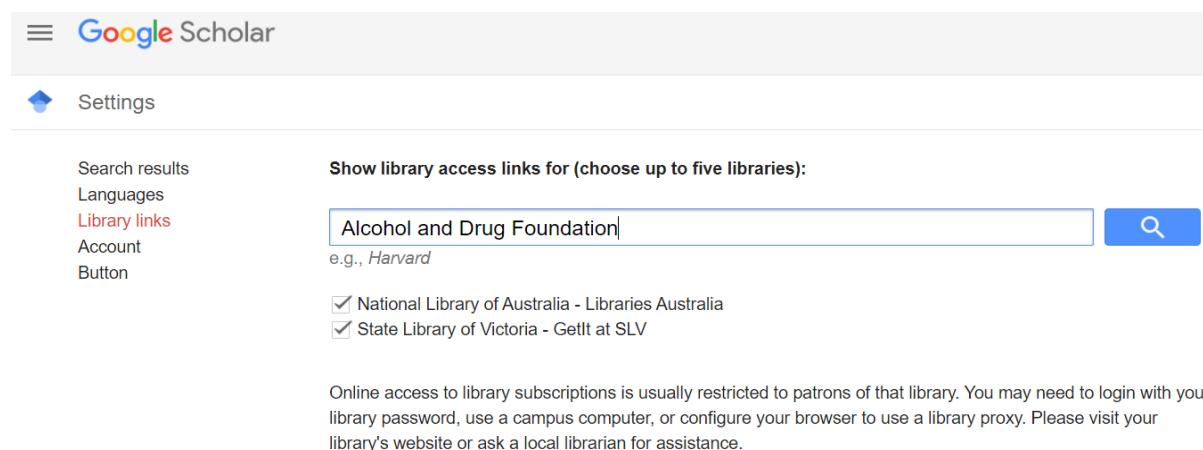 Google Scholar
Settings
Search results
Languages
Library links
Account
Button
Show library access links for (choose up to five libraries):
Alcohol and Drug Foundation
e.g., Harvard
National Library of Australia - Libraries Australia
State Library of Victoria - GetIt at SLV
Online access to library subscriptions is usually restricted to patrons of that library. You may need to login with you
library password, use a campus computer, or configure your browser to use a library proxy. Please visit your
library's website or ask a local librarian for assistance.